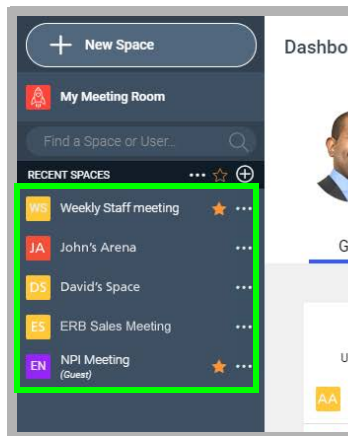 New Space
Dashbo
My Meeting Room
Find a Space or User...
RECENT SPACES
WS Weekly Staff meeting
JA John's Arena
DS David's Space
ES ERB Sales Meeting
EN NPI Meeting
(Guest)
G
U
AA